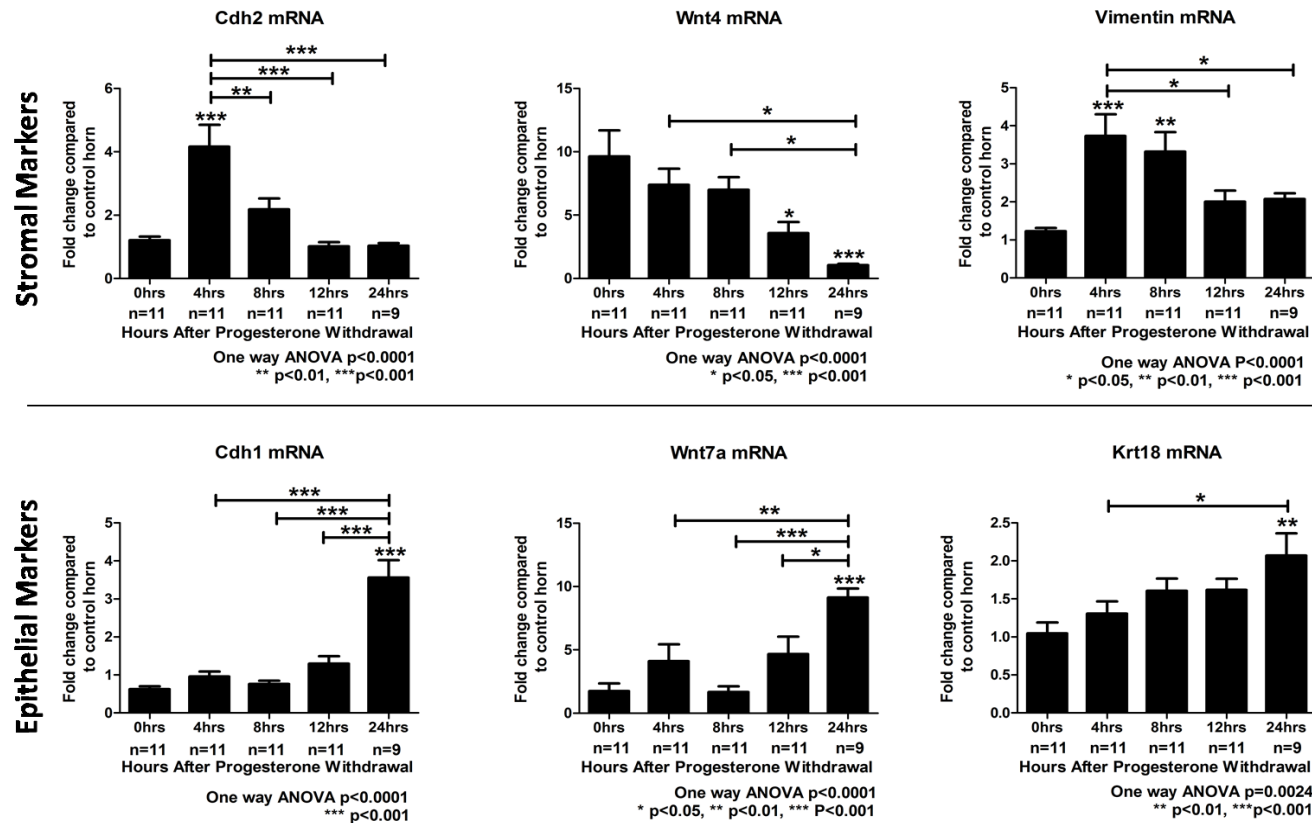 Stromal Markers
Cdh2 mRNA
Fold change compared
to control horn
6
4
2
0
***
***
**
***
0hrs 4hrs 8hrs 12hrs 24hrs
n=11 n=11 n=11 n=11 n=9
Hours After Progesterone Withdrawal
One way ANOVA p<0.0001
** p<0.01, ***p<0.001
Wnt4 mRNA
Fold change compared
to control horn
15
10
5
0
*
*
*
***
0hrs 4hrs 8hrs 12hrs 24hrs
n=11 n=11 n=11 n=11 n=9
Hours After Progesterone Withdrawal
One way ANOVA p<0.0001
* p<0.05, *** p<0.001
Vimentin mRNA
Fold change compared
to control horn
5
4
3
2
1
0
*
*
***
**
0hrs 4hrs 8hrs 12hrs 24hrs
n=11 n=11 n=11 n=11 n=9
Hours After Progesterone Withdrawal
One way ANOVA P<0.0001
* p<0.05, ** p<0.01, *** p<0.001
Epithelial Markers
Cdh1 mRNA
Fold change compared
to control horn
5
4
3
2
1
0
***
***
***
***
0hrs 4hrs 8hrs 12hrs 24hrs
n=11 n=11 n=11 n=11 n=9
Hours After Progesterone Withdrawal
One way ANOVA p<0.0001
*** p<0.001
Wnt7a mRNA
Fold change compared
to control horn
15
10
5
0
**
***
*
***
0hrs 4hrs 8hrs 12hrs 24hrs
n=11 n=11 n=11 n=11 n=9
Hours After Progesterone Withdrawal
One way ANOVA p<0.0001
* p<0.05, ** p<0.01, *** P<0.001
Krt18 mRNA
Fold change compared
to control horn
2.5
2.0
1.5
1.0
0.5
0.0
*
**
0hrs 4hrs 8hrs 12hrs 24hrs
n=11 n=11 n=11 n=11 n=9
Hours After Progesterone Withdrawal
One way ANOVA p=0.0024
** p<0.01, ***p<0.001